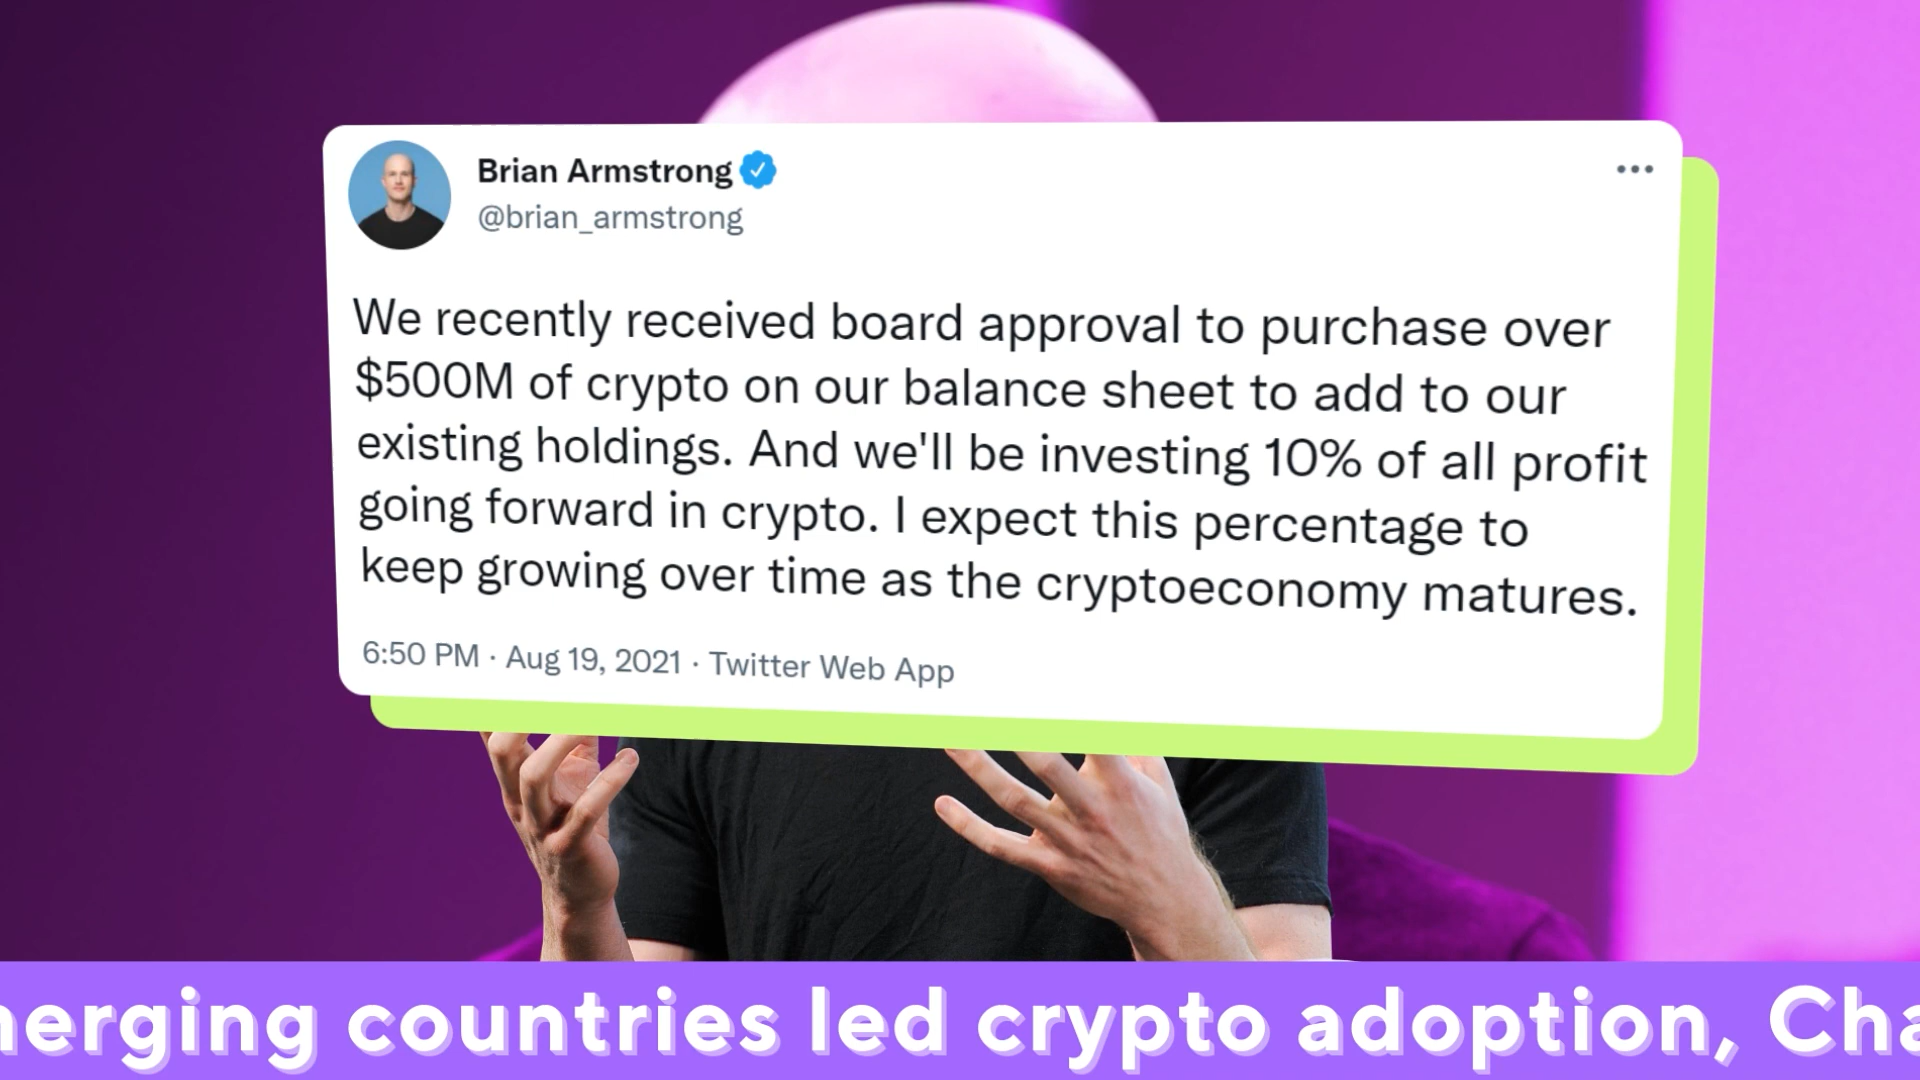 Brian Armstrong
@brian_armstrong
We recently received board approval to purchase over
$500M of crypto on our balance sheet to add to our
existing holdings. And we'll be investing 10% of all profit
going forward in crypto. I expect this percentage to
keep growing over time as the cryptoeconomy matures.
6:50 PM · Aug 19, 2021 · Twitter Web App
merging countries led crypto adoption, Cha